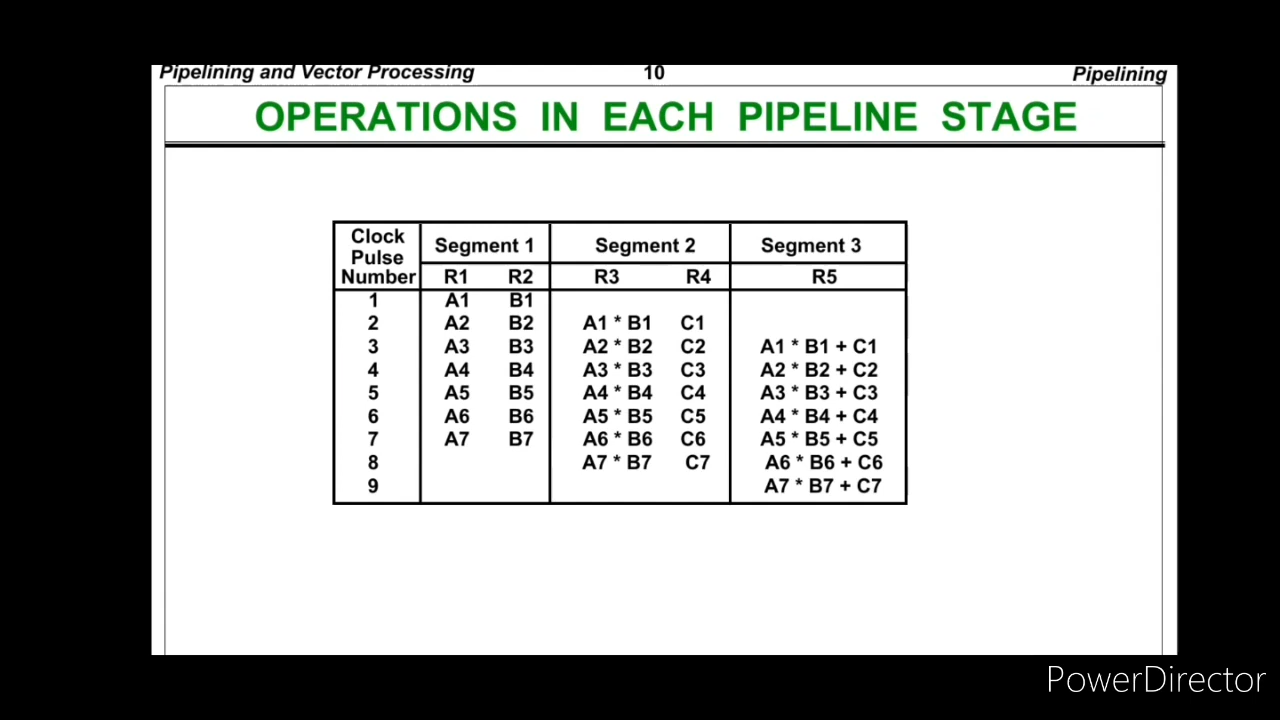 Pipelining and Vector Processing 10 Pipelining
OPERATIONS IN EACH PIPELINE STAGE
Clock Pulse Number Segment 1 Segment 2 Segment 3
R1 R2 R3 R4 R5
1 A1 B1
2 A2 B2 A1 * B1 C1
3 A3 B3 A2 * B2 C2 A1 * B1 + C1
4 A4 B4 A3 * B3 C3 A2 * B2 + C2
5 A5 B5 A4 * B4 C4 A3 * B3 + C3
6 A6 B6 A5 * B5 C5 A4 * B4 + C4
7 A7 B7 A6 * B6 C6 A5 * B5 + C5
8 A7 * B7 C7 A6 * B6 + C6
9 A7 * B7 + C7
PowerDirector